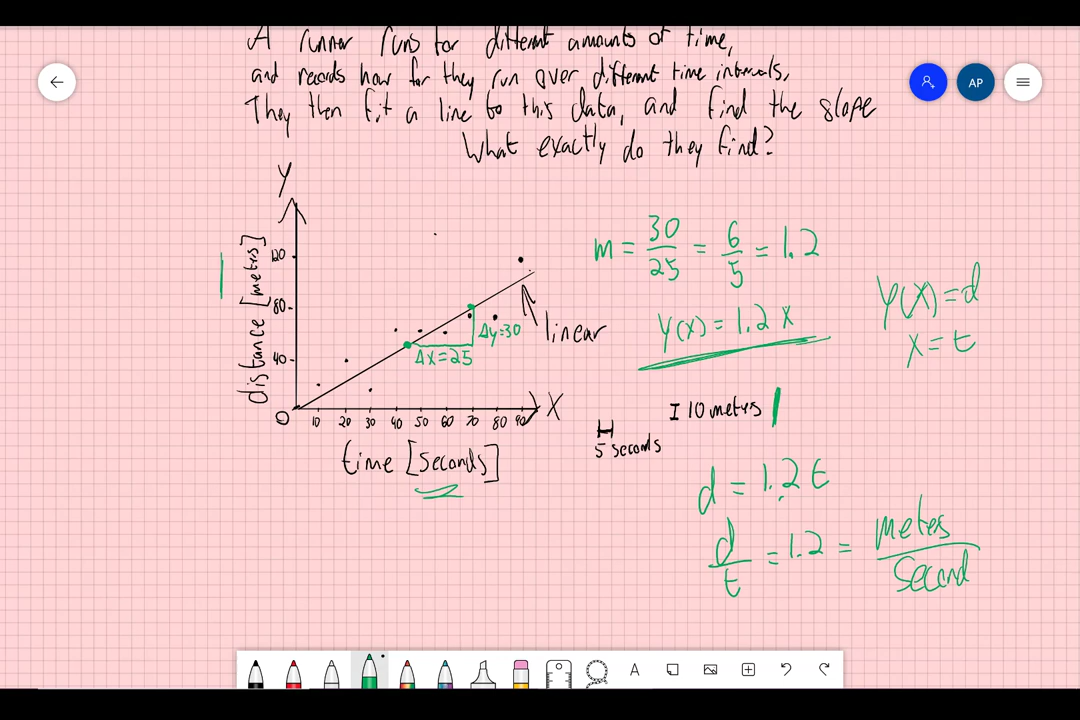 A runner runs for different amounts of time,
and records how far they run over different time intervals,
They then fit a line to this data, and find the slope
What exactly do they find?
AP
Y
distance [metrs]
120
80
40
0
10 20 30 40 50 60 70 80 90
X
time [seconds]
Δx=25
Δy=30
linear
m = 30/25 = 6/5 = 1.2
Y(x) = 1.2 X
Y(X) = d
X = t
I 10 meters
5 seconds
d = 1.2 t
d/t = 1.2 = meters/second
A